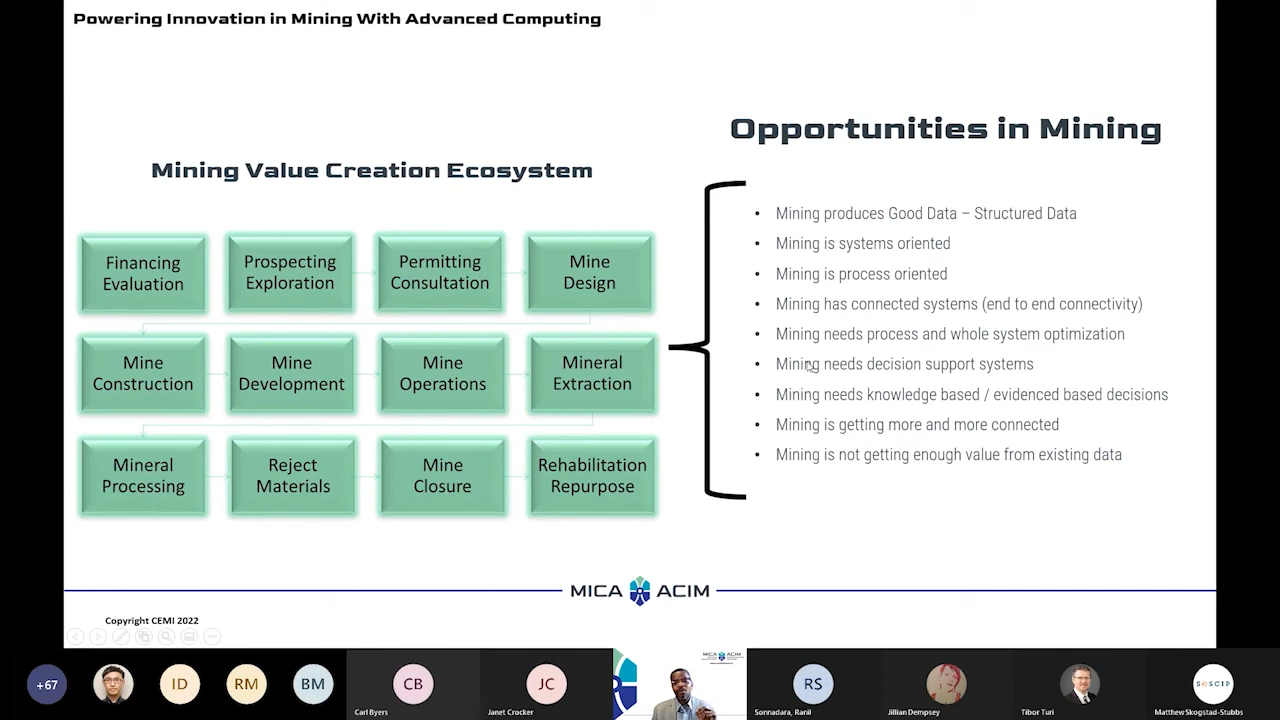 Powering Innovation in Mining With Advanced Computing
Opportunities in Mining
Mining Value Creation Ecosystem
Financing
Evaluation
Prospecting
Exploration
Permitting
Consultation
Mine
Design
Mine
Construction
Mine
Development
Mine
Operations
Mineral
Extraction
Mineral
Processing
Reject
Materials
Mine
Closure
Rehabilitation
Repurpose
• Mining produces Good Data – Structured Data
• Mining is systems oriented
• Mining is process oriented
• Mining has connected systems (end to end connectivity)
• Mining needs process and whole system optimization
• Mining needs decision support systems
• Mining needs knowledge based / evidenced based decisions
• Mining is getting more and more connected
• Mining is not getting enough value from existing data
MICA ACIM
Copyright CEMI 2022
+67
ID
RM
BM
CB
Carl Byers
JC
Janet Crocker
MICA ACIM
RS
Sonnadara, Ranil
Jillian Dempsey
Tibor Turi
SOSCIP
Matthew Skogstad-Stubbs